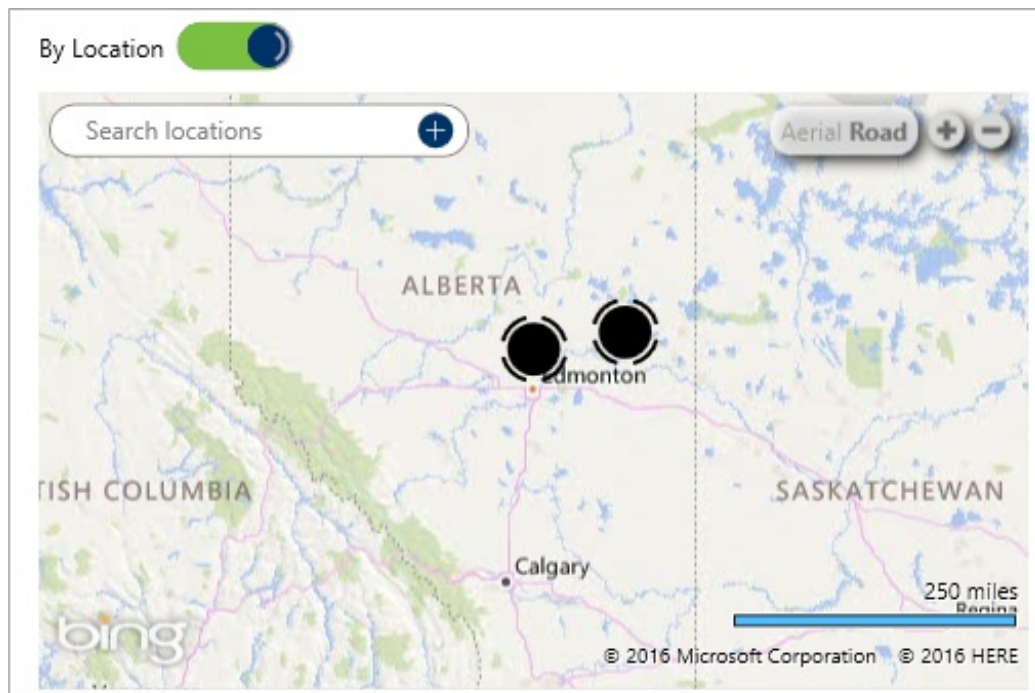 By Location
Search locations
Aerial Road
ALBERTA
Edmonton
TISH COLUMBIA
SASKATCHEWAN
Calgary
250 miles
Regina
bing
© 2016 Microsoft Corporation © 2016 HERE